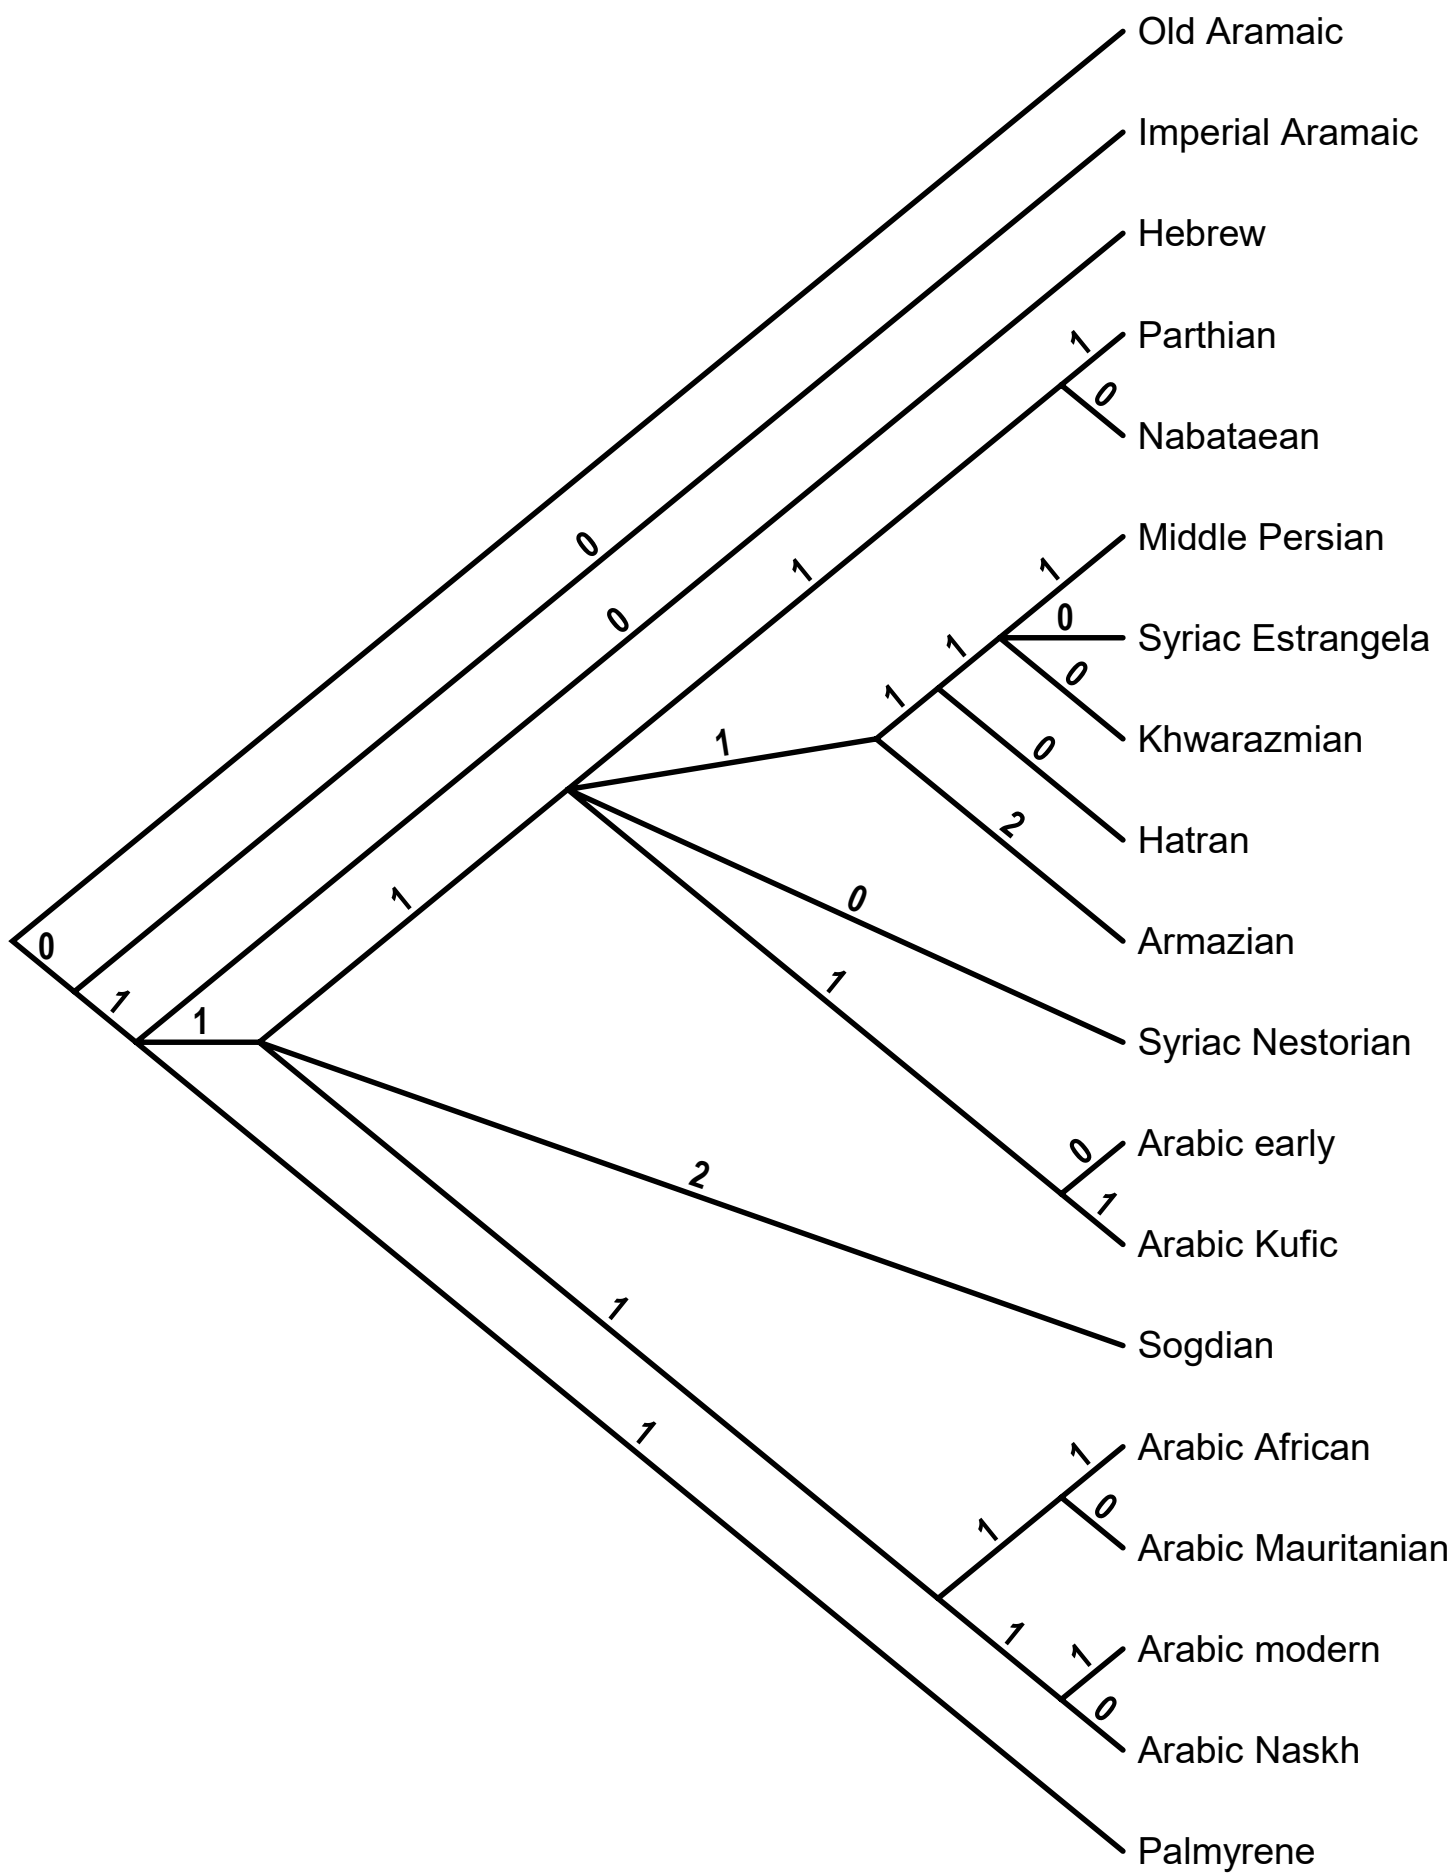 Old Aramaic
Imperial Aramaic
Hebrew
1
Parthian
0
Nabataean
0
1
1
Middle Persian
0
0
Syriac Estrangela
1
0
1
Khwarazmian
1
0
Hatran
2
1
0
Armazian
0
1
1
1
Syriac Nestorian
0
Arabic early
2
1
Arabic Kufic
1
Sogdian
1
1
Arabic African
0
1
Arabic Mauritanian
1
1
Arabic modern
0
Arabic Naskh
Palmyrene